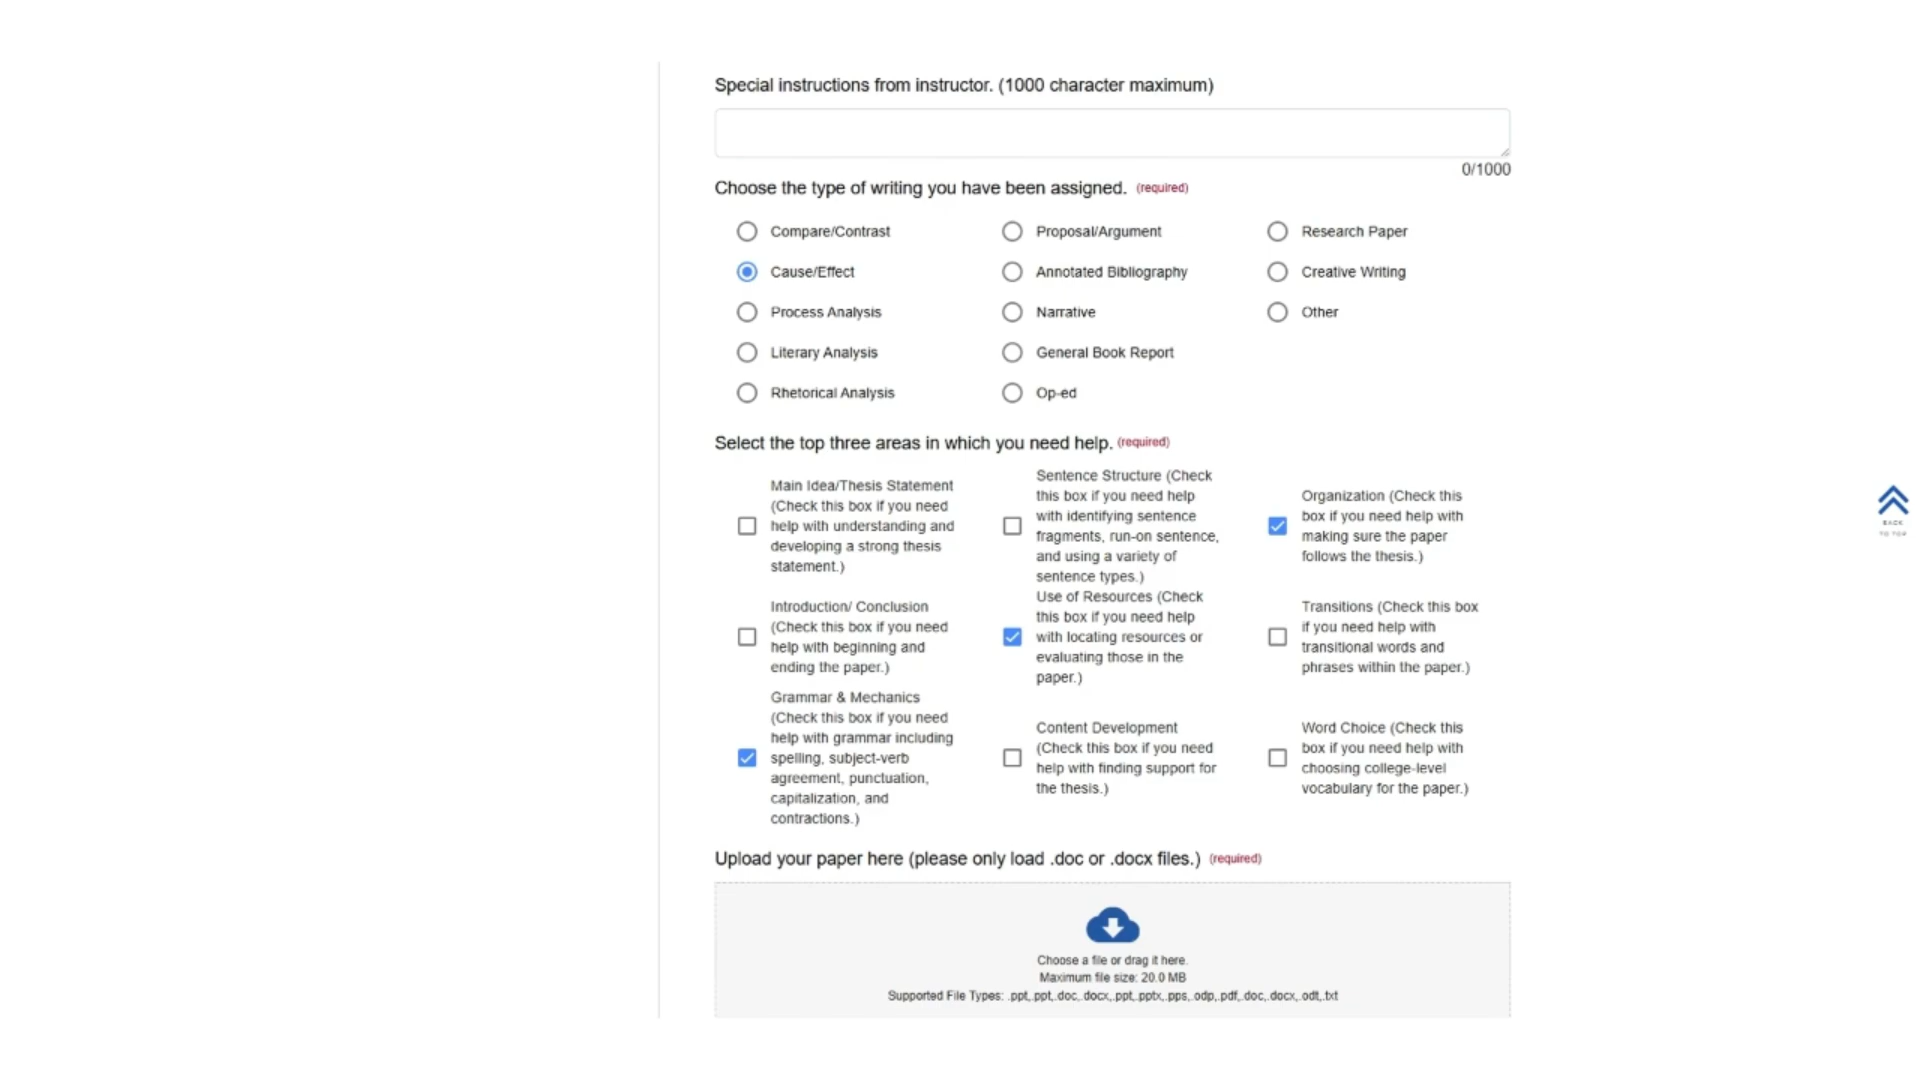 Special instructions from instructor. (1000 character maximum)
0/1000
Choose the type of writing you have been assigned. (required)
Compare/Contrast
Proposal/Argument
Research Paper
Cause/Effect
Annotated Bibliography
Creative Writing
Process Analysis
Narrative
Other
Literary Analysis
General Book Report
Rhetorical Analysis
Op-ed
Select the top three areas in which you need help. (required)
Main Idea/Thesis Statement
(Check this box if you need
help with understanding and
developing a strong thesis
statement.)
Sentence Structure (Check
this box if you need help
with identifying sentence
fragments, run-on sentence,
and using a variety of
sentence types.)
Organization (Check this
box if you need help with
making sure the paper
follows the thesis.)
Introduction/ Conclusion
(Check this box if you need
help with beginning and
ending the paper.)
Use of Resources (Check
this box if you need help
with locating resources or
evaluating those in the
paper.)
Transitions (Check this box
if you need help with
transitional words and
phrases within the paper.)
Grammar & Mechanics
(Check this box if you need
help with grammar including
spelling, subject-verb
agreement, punctuation,
capitalization, and
contractions.)
Content Development
(Check this box if you need
help with finding support for
the thesis.)
Word Choice (Check this
box if you need help with
choosing college-level
vocabulary for the paper.)
Upload your paper here (please only load .doc or .docx files.) (required)
Choose a file or drag it here.
Maximum file size: 20.0 MB
Supported File Types: .ppt,.ppt,.doc,.docx,.ppt,.pptx,.pps,.odp,.pdf,.doc,.docx,.odt,.txt
BACK
TO TOP